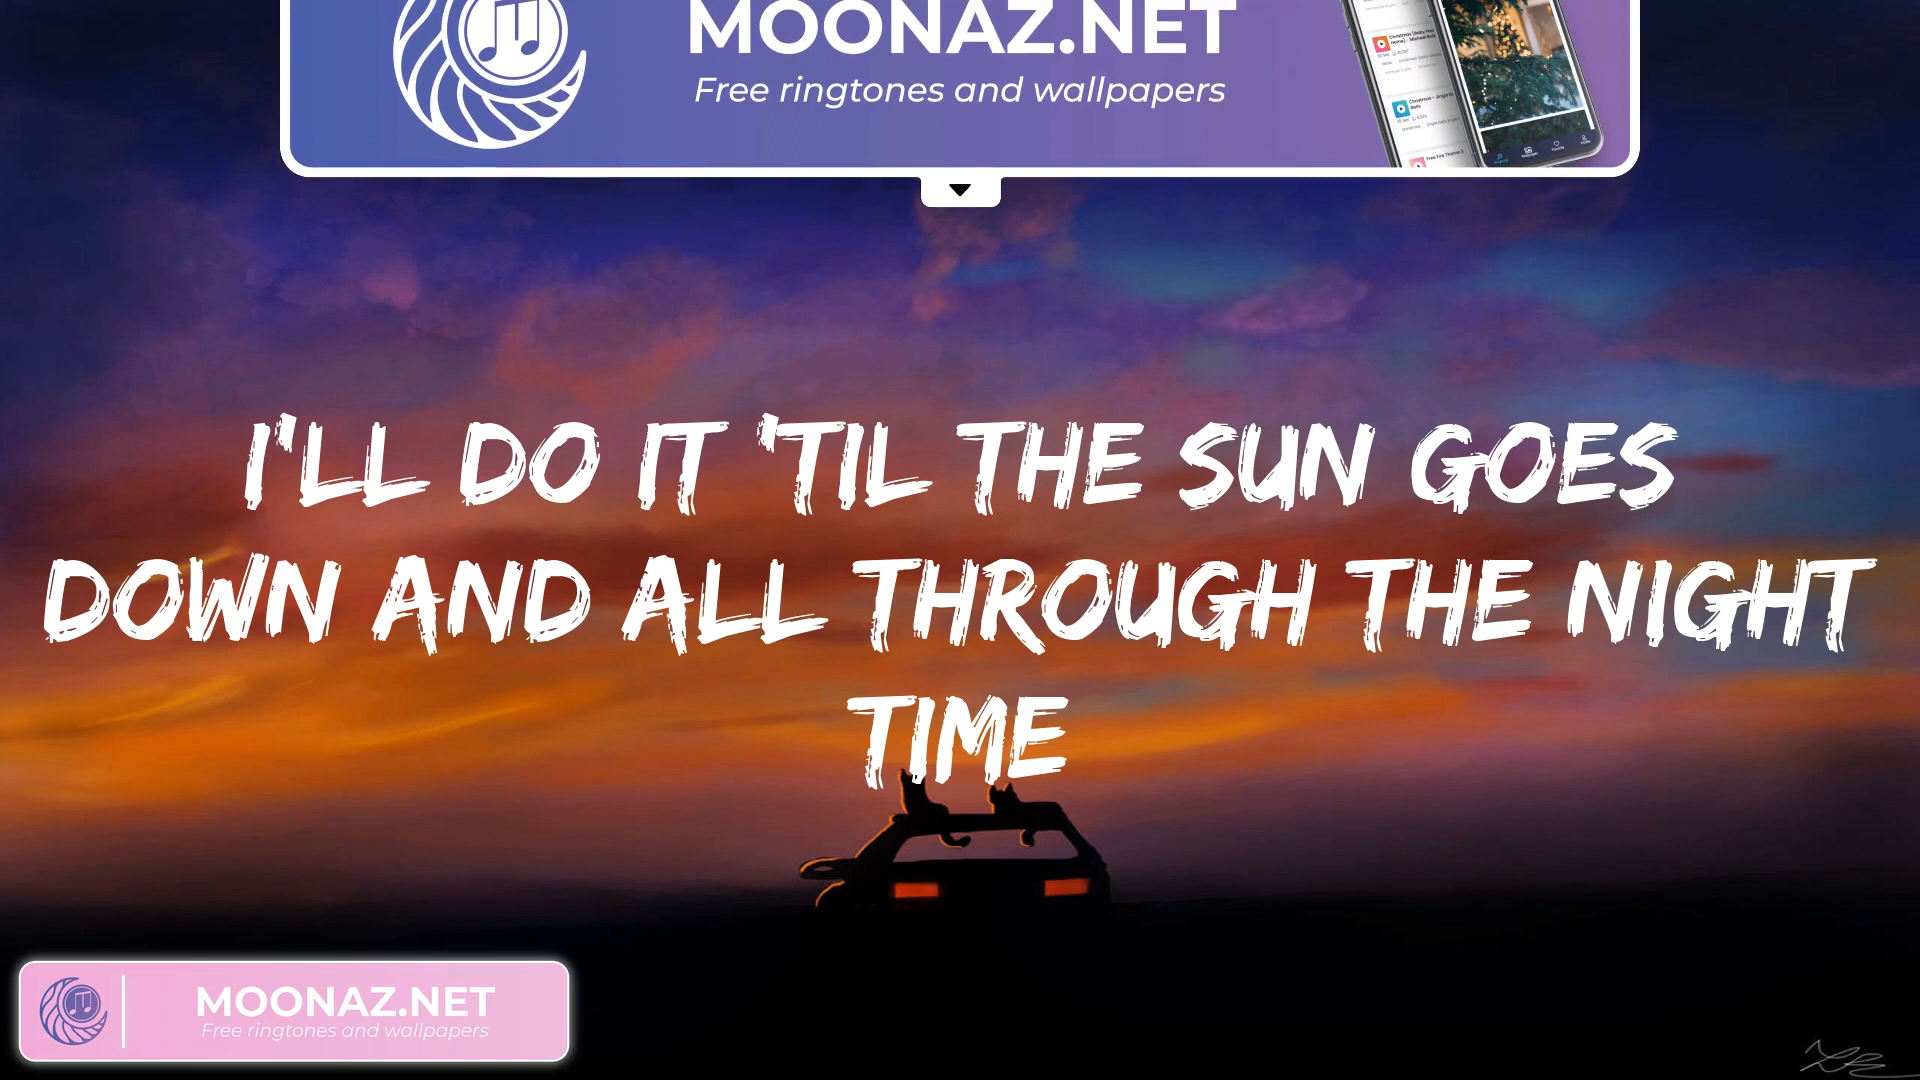 MOONAZ.NET
Free ringtones and wallpapers
I'LL DO IT 'TIL THE SUN GOES
DOWN AND ALL THROUGH THE NIGHT
TIME
MOONAZ.NET
Free ringtones and wallpapers